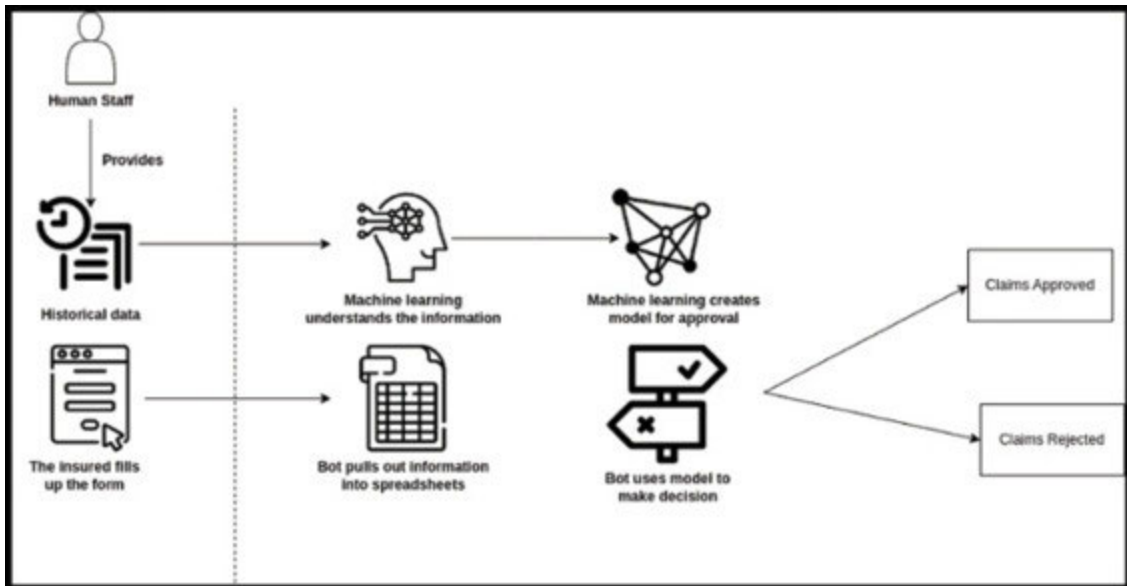 Human Staff
Provides
Historical data
Machine learning
understands the information
Machine learning creates
model for approval
Claims Approved
The insured fills
up the form
Bot pulls out information
into spreadsheets
Bot uses model to
make decision
Claims Rejected